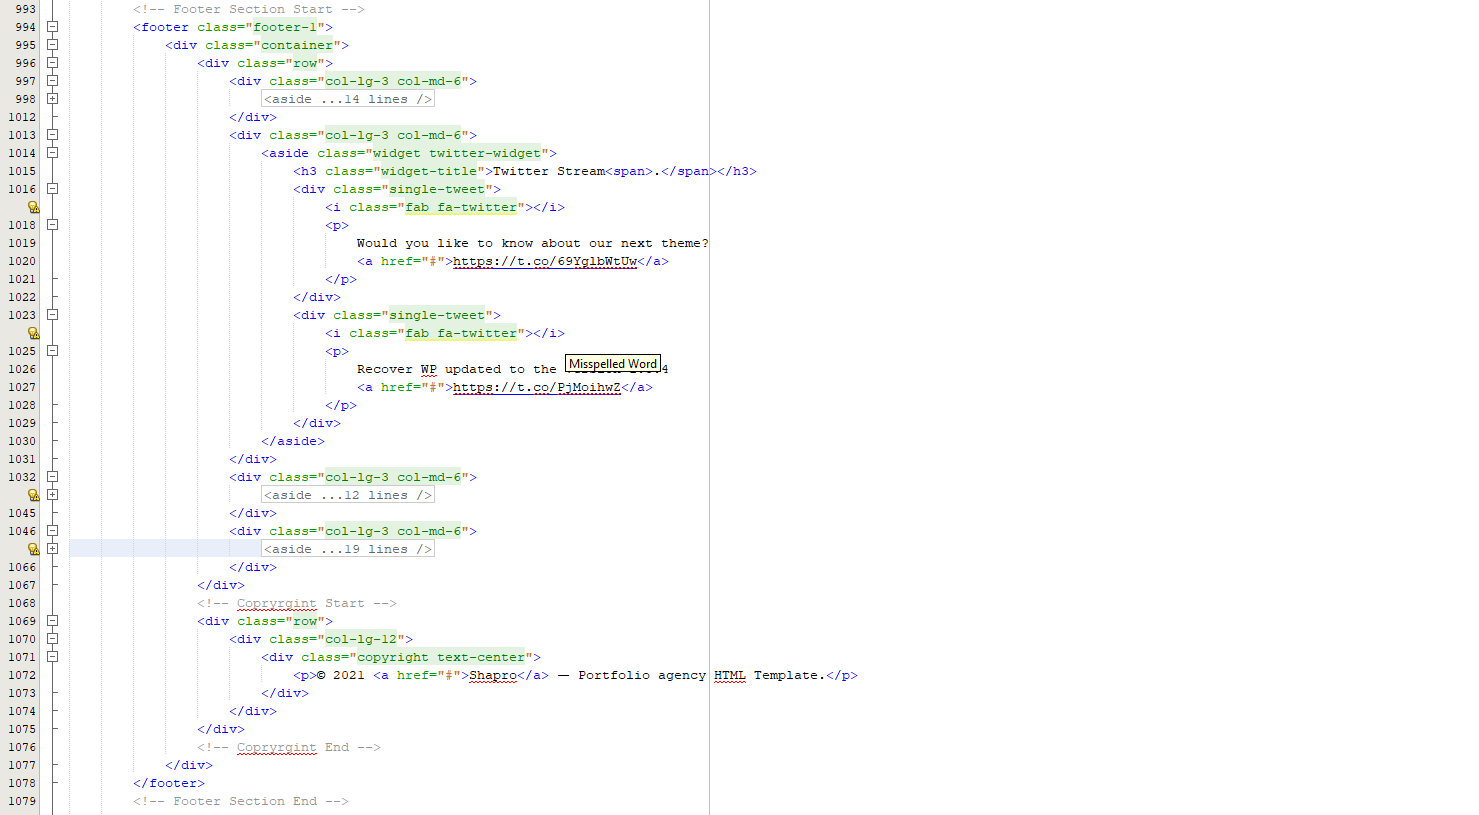 993 <!-- Footer Section Start -->
994 <footer class="footer-1">
995 <div class="container">
996 <div class="row">
997 <div class="col-lg-3 col-md-6">
998 <aside ...14 lines />
1012 </div>
1013 <div class="col-lg-3 col-md-6">
1014 <aside class="widget twitter-widget">
1015 <h3 class="widget-title">Twitter Stream<span>.</span></h3>
1016 <div class="single-tweet">
<i class="fab fa-twitter"></i>
1018 <p>
1019 Would you like to know about our next theme?
1020 <a href="#">https://t.co/69YglbWtUw</a>
1021 </p>
1022 </div>
1023 <div class="single-tweet">
<i class="fab fa-twitter"></i>
1025 <p>
Misspelled Word
1026 Recover WP updated to the 4
1027 <a href="#">https://t.co/PjMoihwZ</a>
1028 </p>
1029 </div>
1030 </aside>
1031 </div>
1032 <div class="col-lg-3 col-md-6">
<aside ...12 lines />
1045 </div>
1046 <div class="col-lg-3 col-md-6">
<aside ...19 lines />
1066 </div>
1067 </div>
1068 <!-- Copryrgint Start -->
1069 <div class="row">
1070 <div class="col-lg-12">
1071 <div class="copyright text-center">
1072 <p>© 2021 <a href="#">Shapro</a> — Portfolio agency HTML Template.</p>
1073 </div>
1074 </div>
1075 </div>
1076 <!-- Copryrgint End -->
1077 </div>
1078 </footer>
1079 <!-- Footer Section End -->